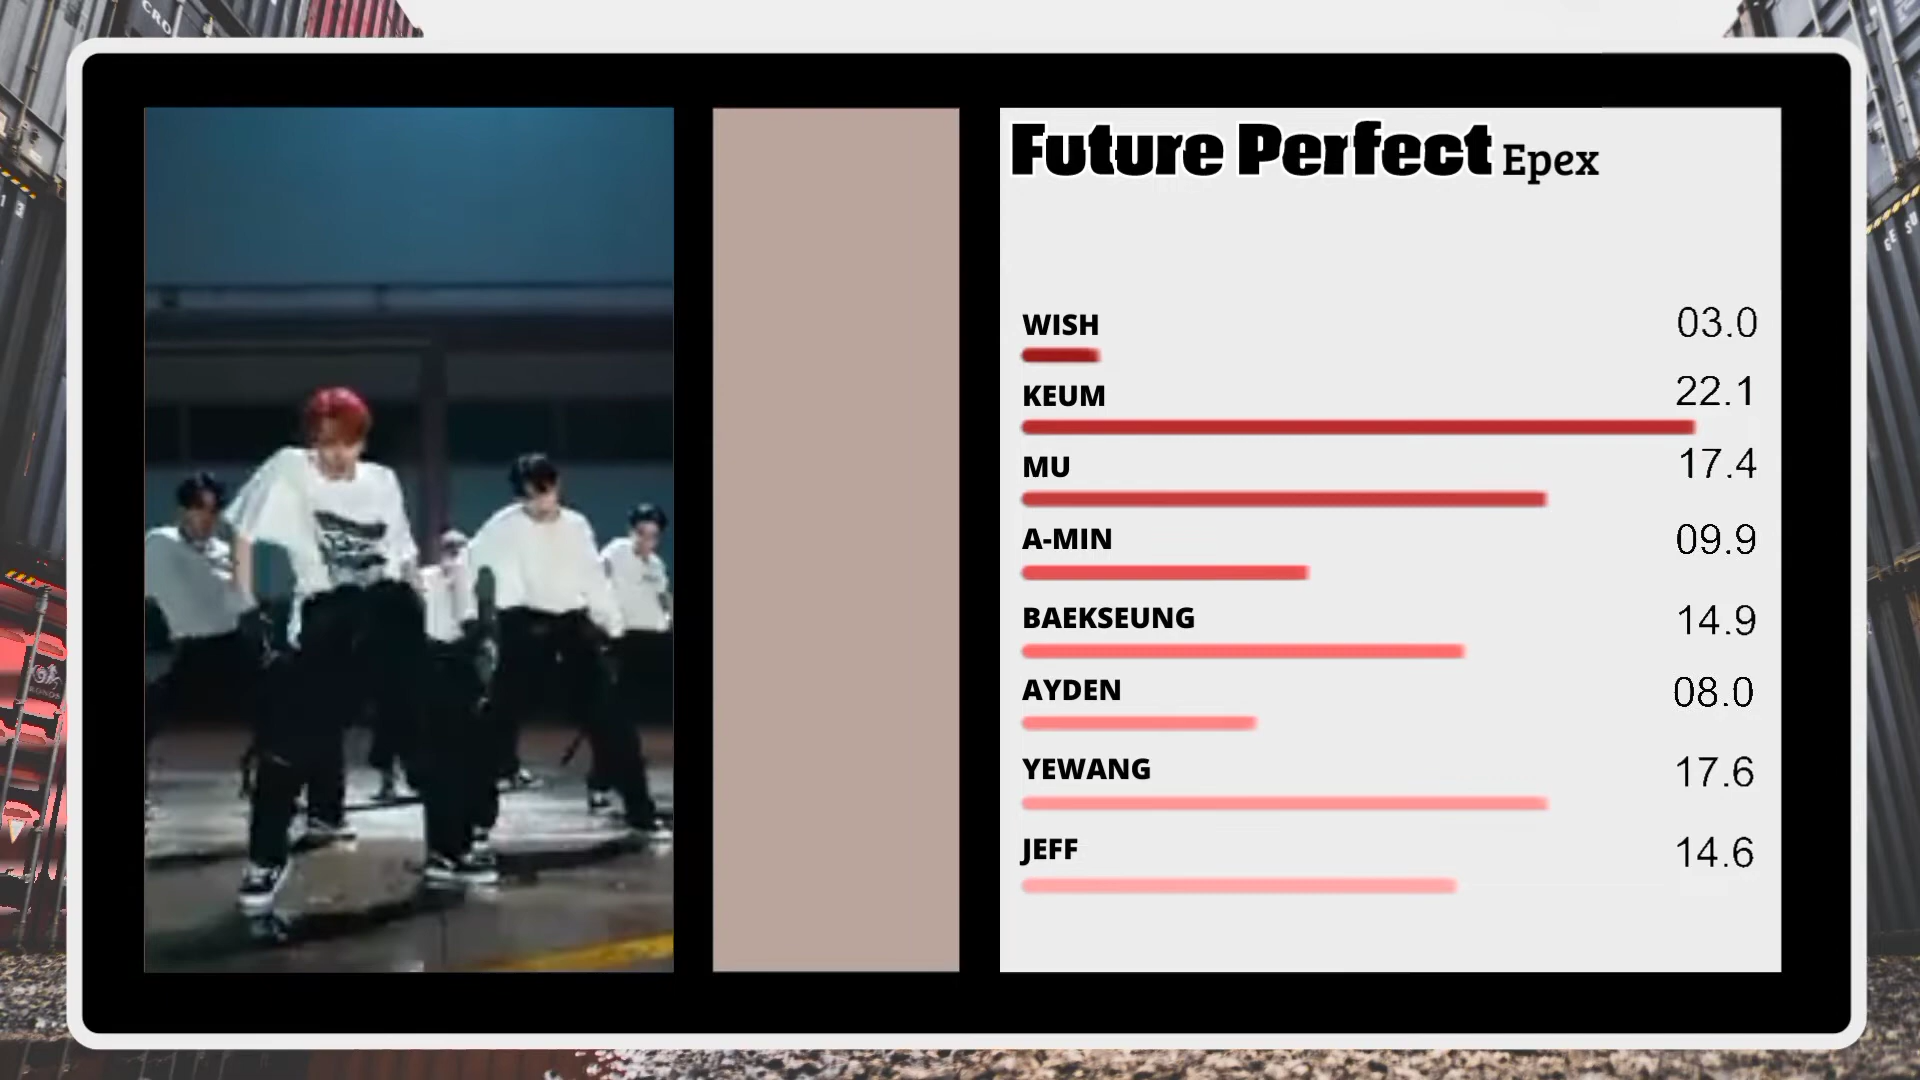 CRO
Future Perfect Epex
WISH 03.0
KEUM 22.1
MU 17.4
A-MIN 09.9
BAEKSEUNG 14.9
AYDEN 08.0
YEWANG 17.6
JEFF 14.6